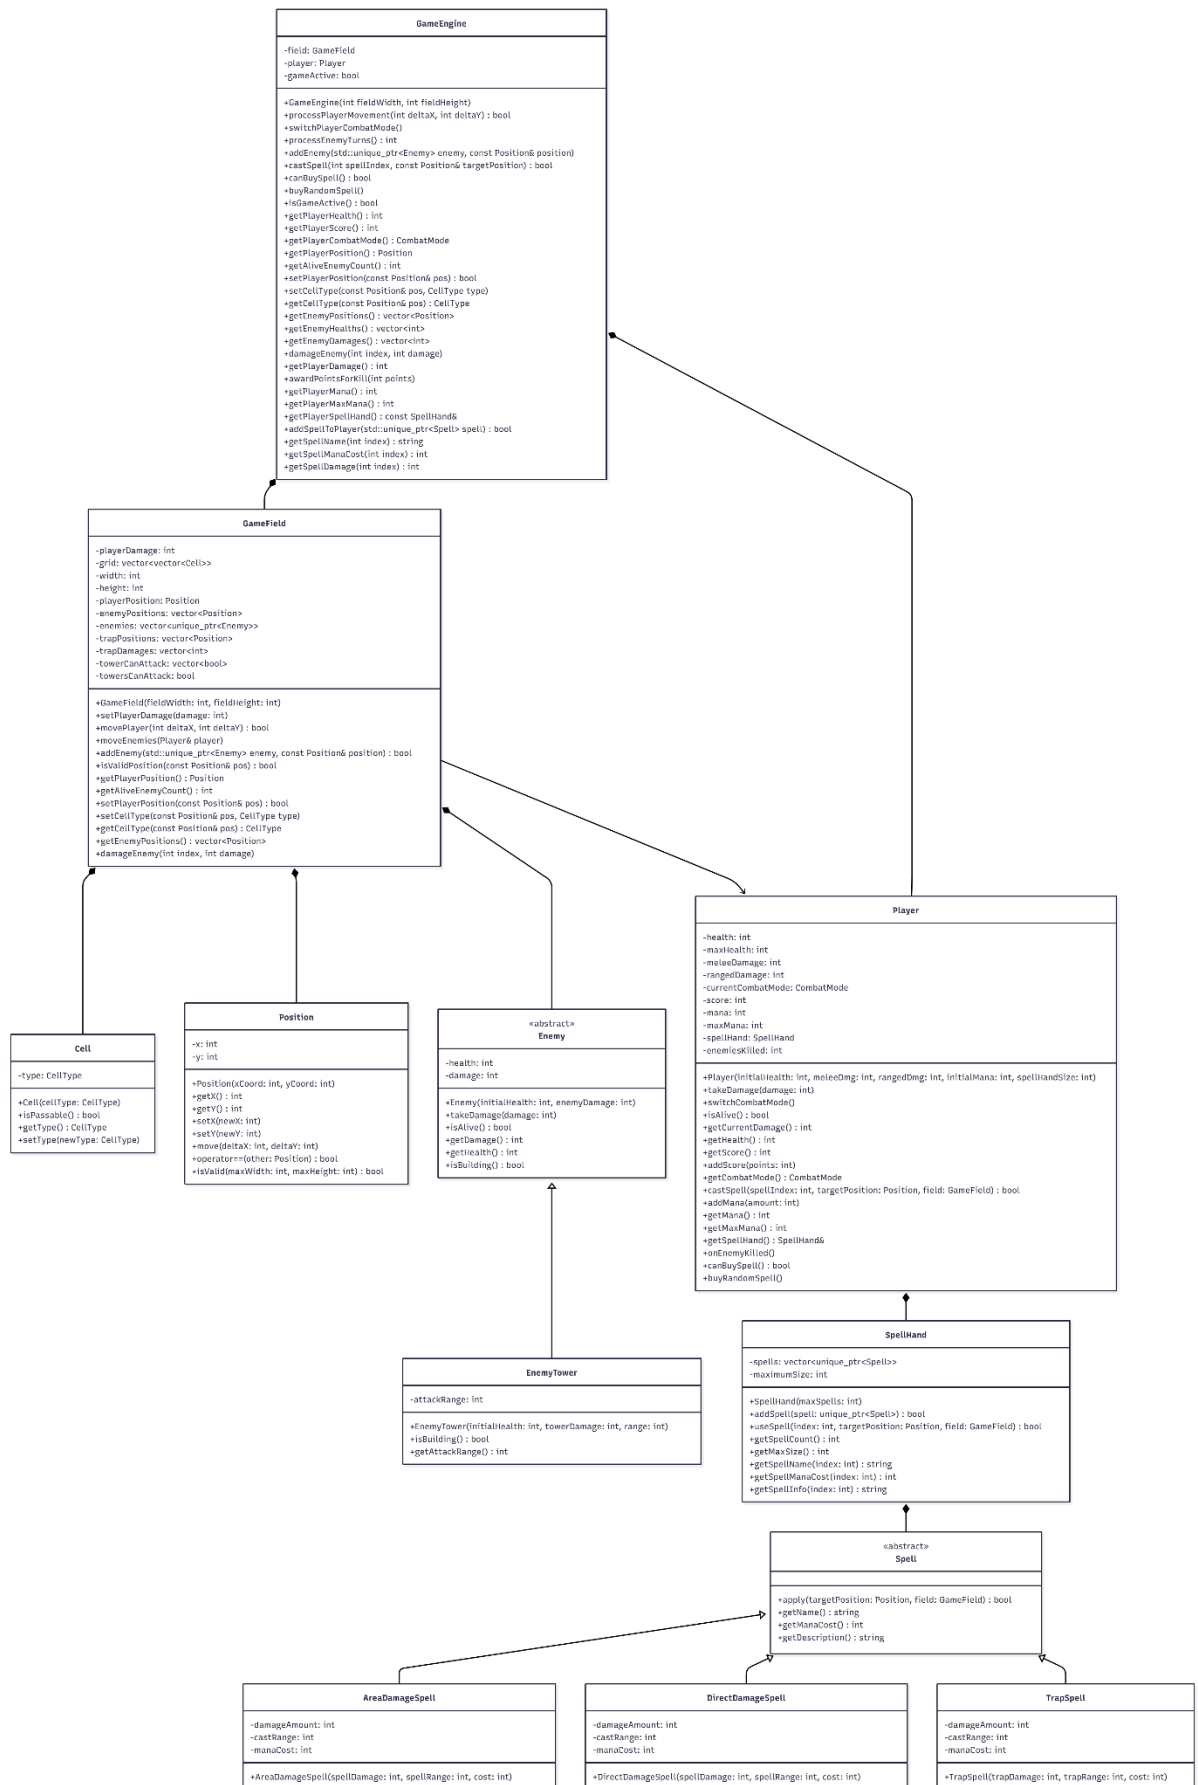 GameEngine
-field: GameField
-player: Player
-gameActive: bool
+GameEngine(int fieldWidth, int fieldHeight)
+processPlayerMovement(int deltaX, int deltaY) : bool
+switchPlayerCombatMode()
+processEnemyTurns() : int
+addEnemy(std::unique_ptr<Enemy> enemy, const Position& position)
+castSpell(int spellIndex, const Position& targetPosition) : bool
+canBuySpell() : bool
+buyRandomSpell()
+isGameActive() : bool
+getPlayerHealth() : int
+getPlayerScore() : int
+getPlayerCombatMode() : CombatMode
+getPlayerPosition() : Position
+getAliveEnemyCount() : int
+setPlayerPosition(const Position& pos) : bool
+setCellType(const Position& pos, CellType type)
+getCellType(const Position& pos) : CellType
+getEnemyPositions() : vector<Position>
+getEnemyHealths() : vector<int>
+getEnemyDamages() : vector<int>
+damageEnemy(int index, int damage)
+getPlayerDamage() : int
+awardPointsForKill(int points)
+getPlayerMana() : int
+getPlayerMaxMana() : int
+getPlayerSpellHand() : const SpellHand&
+addSpellToPlayer(std::unique_ptr<Spell> spell) : bool
+getSpellName(int index) : string
+getSpellManaCost(int index) : int
+getSpellDamage(int index) : int
GameField
-playerDamage: int
-grid: vector<vector<Cell>>
-width: int
-height: int
-playerPosition: Position
-enemyPositions: vector<Position>
-enemies: vector<unique_ptr<Enemy>>
-trapPositions: vector<Position>
-trapDamages: vector<int>
-towerCanAttack: vector<bool>
-towersCanAttack: bool
+GameField(fieldWidth: int, fieldHeight: int)
+setPlayerDamage(damage: int)
+movePlayer(int deltaX, int deltaY) : bool
+moveEnemies(Player& player)
+addEnemy(std::unique_ptr<Enemy> enemy, const Position& position) : bool
+isValidPosition(const Position& pos) : bool
+getPlayerPosition() : Position
+getAliveEnemyCount() : int
+setPlayerPosition(const Position& pos) : bool
+setCellType(const Position& pos, CellType type)
+getCellType(const Position& pos) : CellType
+getEnemyPositions() : vector<Position>
+damageEnemy(int index, int damage)
Player
-health: int
-maxHealth: int
-meleeDamage: int
-rangedDamage: int
-currentCombatMode: CombatMode
-score: int
-mana: int
-maxMana: int
-spellHand: SpellHand
-enemiesKilled: int
+Player(initialHealth: int, meleeDmg: int, rangedDmg: int, initialMana: int, spellHandSize: int)
+takeDamage(damage: int)
+switchCombatMode()
+isAlive() : bool
+getCurrentDamage() : int
+getHealth() : int
+getScore() : int
+addScore(points: int)
+getCombatMode() : CombatMode
+castSpell(spellIndex: int, targetPosition: Position, field: GameField) : bool
+addMana(amount: int)
+getMana() : int
+getMaxMana() : int
+getSpellHand() : SpellHand&
+onEnemyKilled()
+canBuySpell() : bool
+buyRandomSpell()
Cell
-type: CellType
+Cell(cellType: CellType)
+isPassable() : bool
+getType() : CellType
+setType(newType: CellType)
Position
-x: int
-y: int
+Position(xCoord: int, yCoord: int)
+getX() : int
+getY() : int
+setX(newX: int)
+setY(newY: int)
+move(deltaX: int, deltaY: int)
+operator==(other: Position) : bool
+isValid(maxWidth: int, maxHeight: int) : bool
«abstract»
Enemy
-health: int
-damage: int
+Enemy(initialHealth: int, enemyDamage: int)
+takeDamage(damage: int)
+isAlive() : bool
+getDamage() : int
+getHealth() : int
+isBuilding() : bool
EnemyTower
-attackRange: int
+EnemyTower(initialHealth: int, towerDamage: int, range: int)
+isBuilding() : bool
+getAttackRange() : int
SpellHand
-spells: vector<unique_ptr<Spell>>
-maximumSize: int
+SpellHand(maxSpells: int)
+addSpell(spell: unique_ptr<Spell>) : bool
+useSpell(index: int, targetPosition: Position, field: GameField) : bool
+getSpellCount() : int
+getMaxSize() : int
+getSpellName(index: int) : string
+getSpellManaCost(index: int) : int
+getSpellInfo(index: int) : string
«abstract»
Spell
+apply(targetPosition: Position, field: GameField) : bool
+getName() : string
+getManaCost() : int
+getDescription() : string
AreaDamageSpell
-damageAmount: int
-castRange: int
-manaCost: int
+AreaDamageSpell(spellDamage: int, spellRange: int, cost: int)
DirectDamageSpell
-damageAmount: int
-castRange: int
-manaCost: int
+DirectDamageSpell(spellDamage: int, spellRange: int, cost: int)
TrapSpell
-damageAmount: int
-castRange: int
-manaCost: int
+TrapSpell(trapDamage: int, trapRange: int, cost: int)